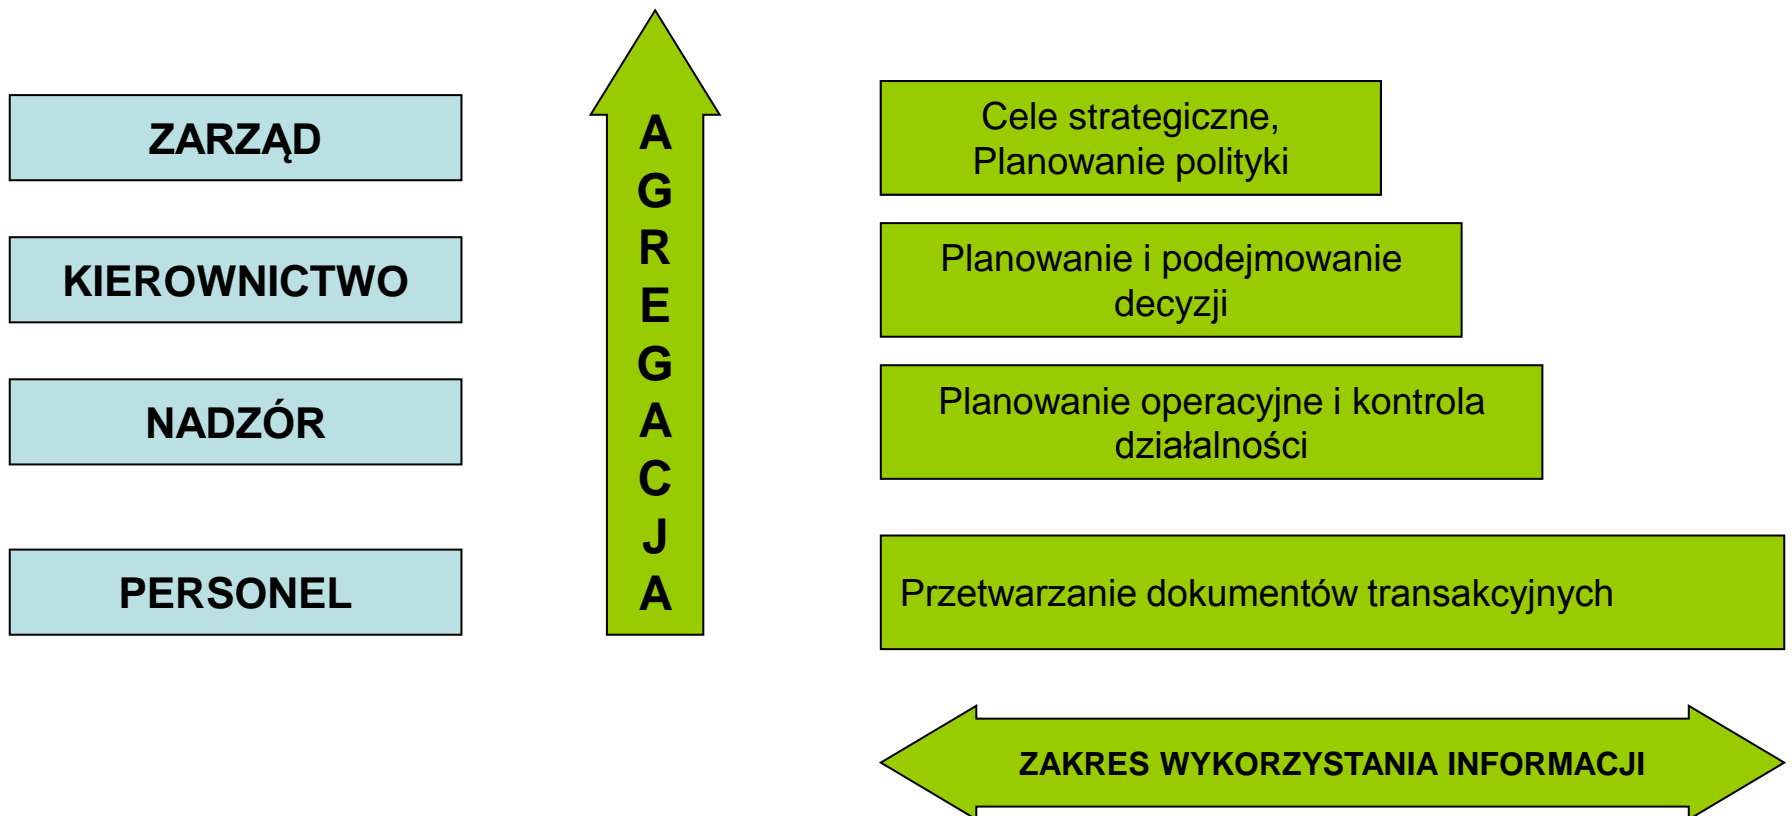 ZARZĄD
KIEROWNICTWO
NADZÓR
PERSONEL
A
G
R
E
G
A
C
J
A
Cele strategiczne,
Planowanie polityki
Planowanie i podejmowanie
decyzji
Planowanie operacyjne i kontrola
działalności
Przetwarzanie dokumentów transakcyjnych
ZAKRES WYKORZYSTANIA INFORMACJI